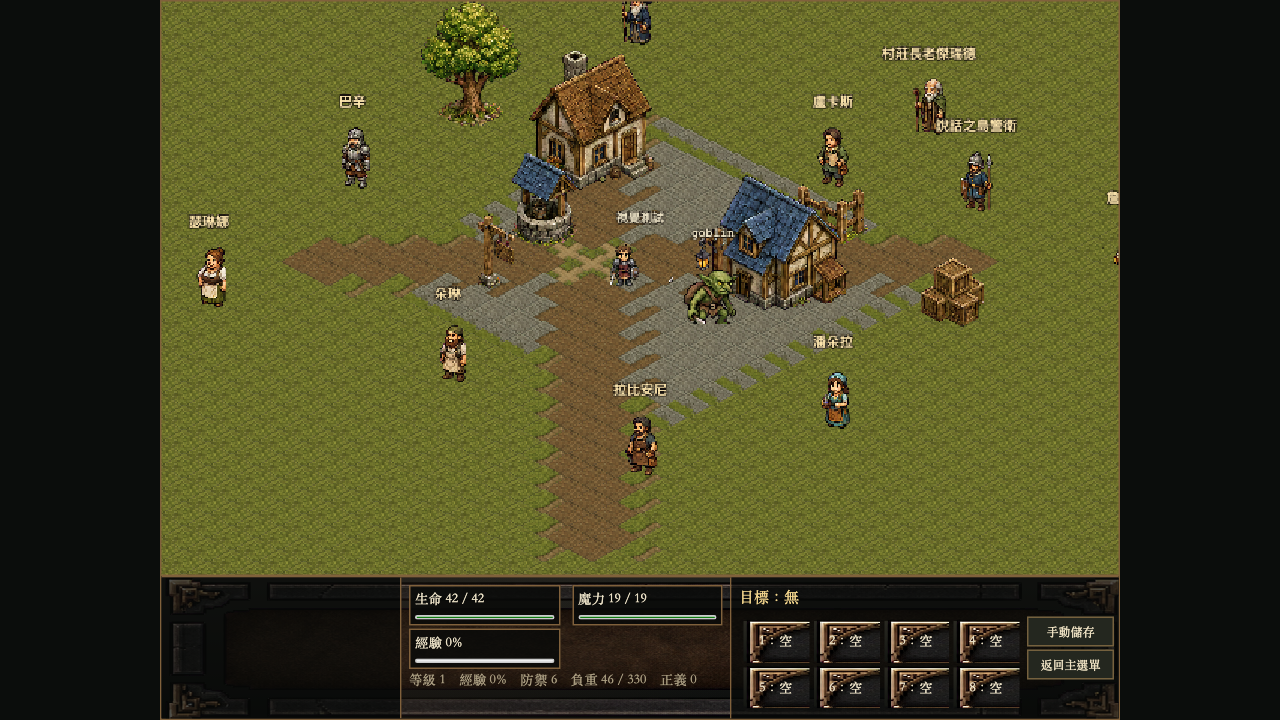 村莊長老傑瑞德
巴辛
盧卡斯
說話之島警衛
瑟琳娜
視覺測試
goblin
朵琳
潘朵拉
拉比安尼
生命 42 / 42
魔力 19 / 19
經驗 0%
等級 1 經驗 0% 防禦 6 負重 46 / 330 正義 0
目標：無
1：空 2：空 3：空 4：空
5：空 6：空 7：空 8：空
手動儲存
返回主選單